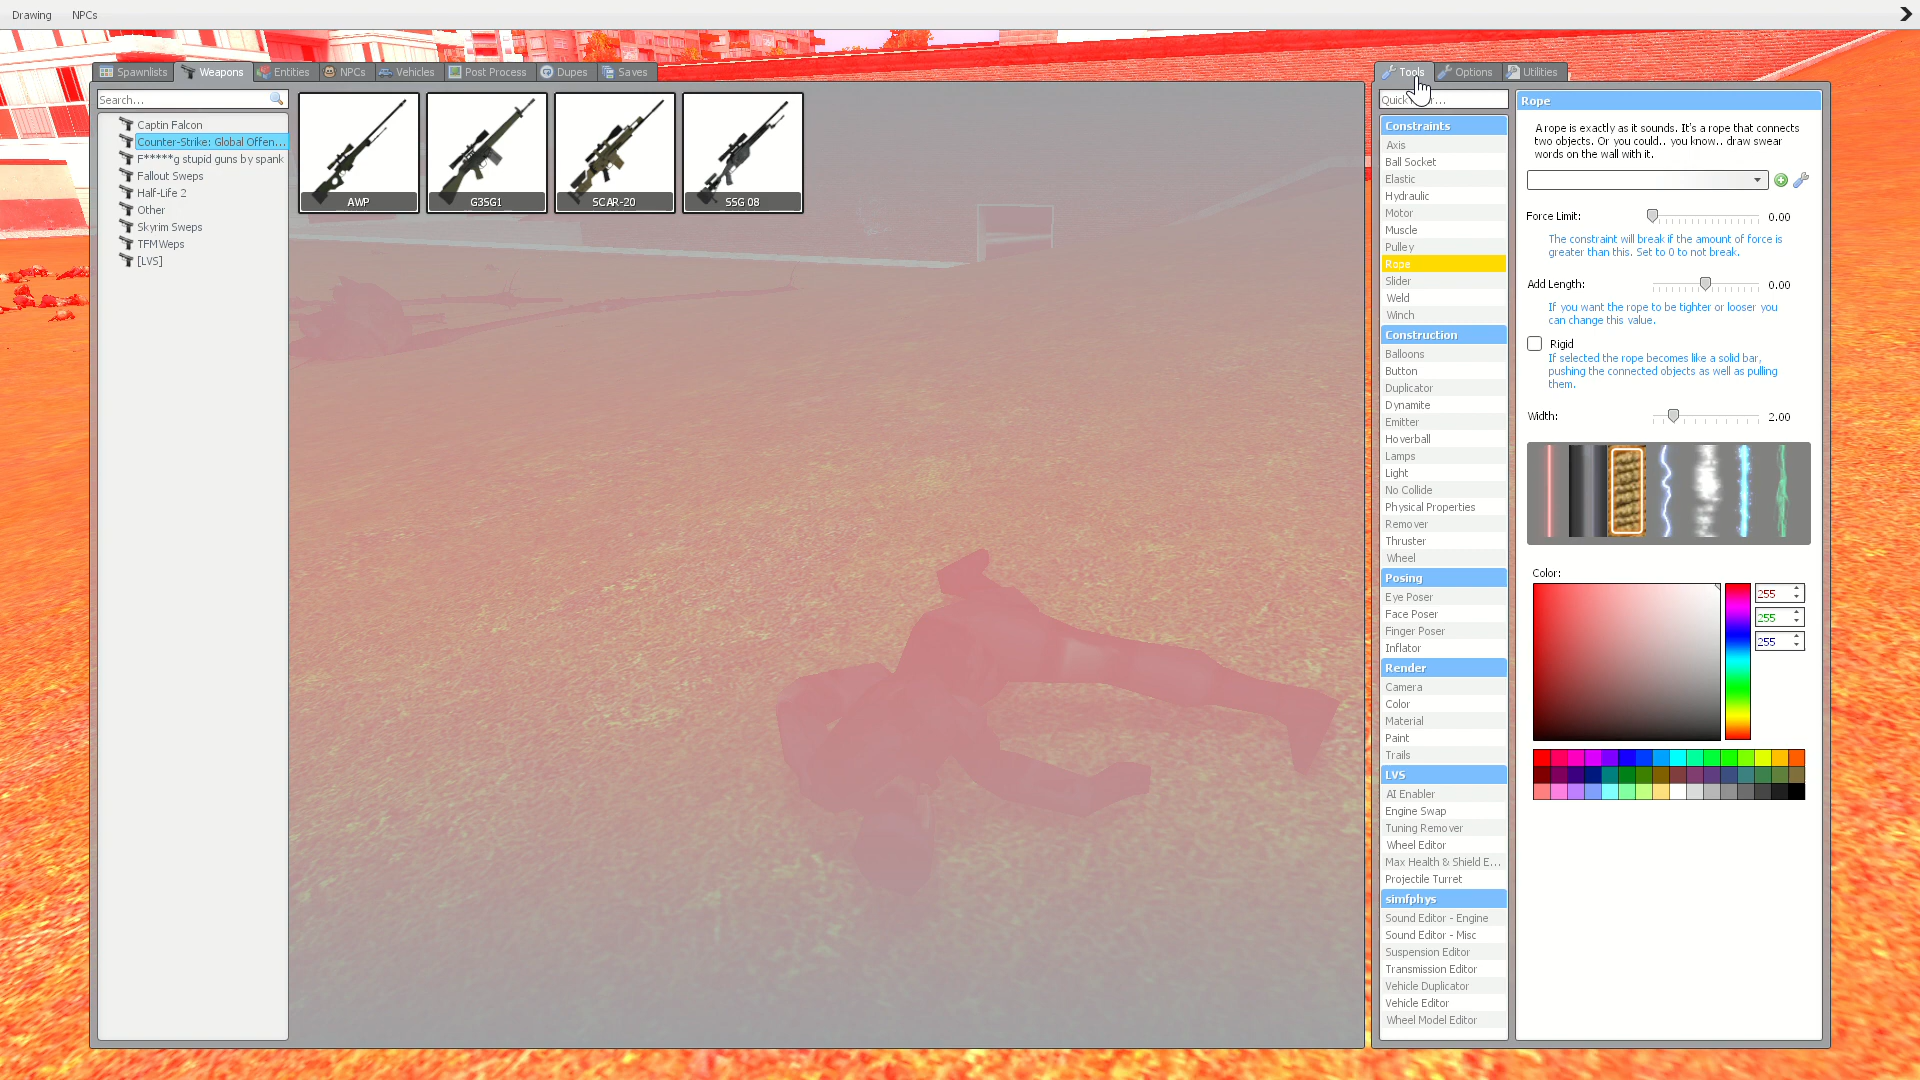 Drawing NPCs
Spawnlists Weapons Entities NPCs Vehicles Post Process Dupes Saves
Search...
Captin Falcon
Counter-Strike: Global Offen...
F*****g stupid guns by spank
Fallout Sweps
Half-Life 2
Other
Skyrim Sweps
TFMWeps
[LVS]
AWP
G3SG1
SCAR-20
SSG 08
Tools Options Utilities
Constraints
Axis
Ball Socket
Elastic
Hydraulic
Motor
Muscle
Pulley
Rope
Slider
Weld
Winch
Construction
Balloons
Button
Duplicator
Dynamite
Emitter
Hoverball
Lamps
Light
No Collide
Physical Properties
Remover
Thruster
Wheel
Posing
Eye Poser
Face Poser
Finger Poser
Inflator
Render
Camera
Color
Material
Paint
Trails
LVS
AI Enabler
Engine Swap
Tuning Remover
Wheel Editor
Max Health & Shield E...
Projectile Turret
simfphys
Sound Editor - Engine
Sound Editor - Misc
Suspension Editor
Transmission Editor
Vehicle Duplicator
Vehicle Editor
Wheel Model Editor
Rope
A rope is exactly as it sounds. It's a rope that connects
two objects. Or you could.. you know.. draw swear
words on the wall with it.
Force Limit: 0.00
The constraint will break if the amount of force is
greater than this. Set to 0 to not break.
Add Length: 0.00
If you want the rope to be tighter or looser you
can change this value.
Rigid
If selected the rope becomes like a solid bar,
pushing the connected objects as well as pulling
them.
Width: 2.00
Color:
255
255
255